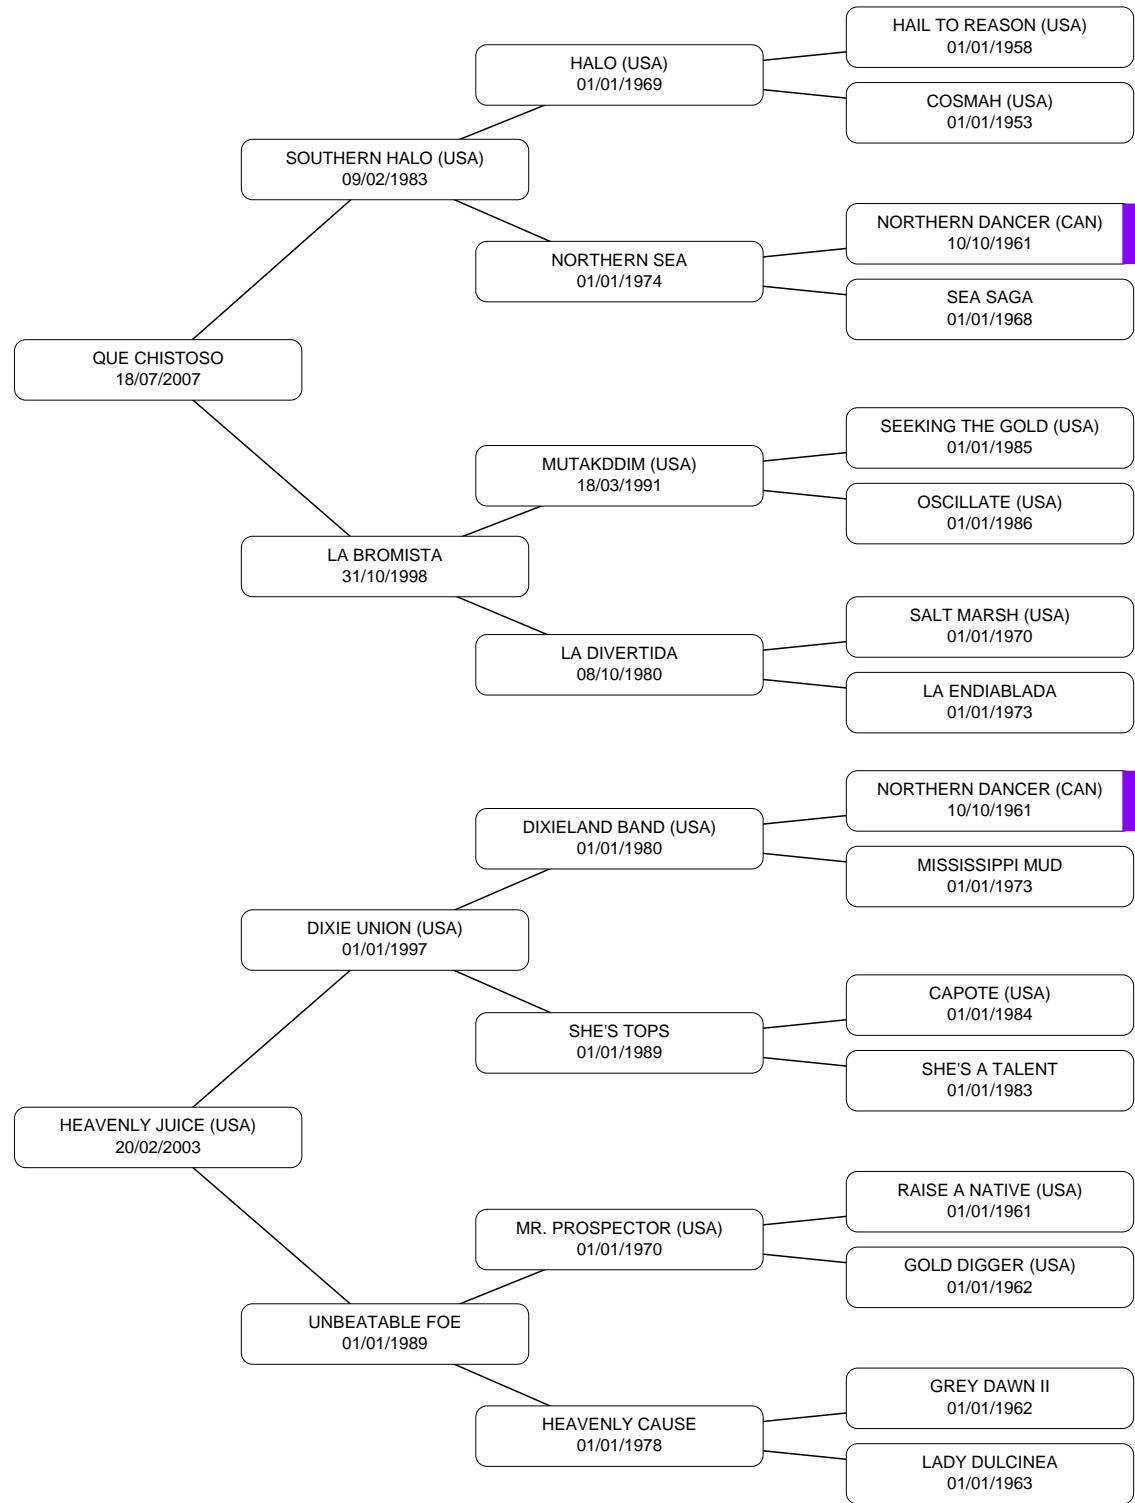 HAIL TO REASON (USA)
01/01/1958
HALO (USA)
01/01/1969
COSMAH (USA)
01/01/1953
SOUTHERN HALO (USA)
09/02/1983
NORTHERN DANCER (CAN)
10/10/1961
NORTHERN SEA
01/01/1974
SEA SAGA
01/01/1968
QUE CHISTOSO
18/07/2007
SEEKING THE GOLD (USA)
01/01/1985
MUTAKDDIM (USA)
18/03/1991
OSCILLATE (USA)
01/01/1986
LA BROMISTA
31/10/1998
SALT MARSH (USA)
01/01/1970
LA DIVERTIDA
08/10/1980
LA ENDIABLADA
01/01/1973
NORTHERN DANCER (CAN)
10/10/1961
DIXIELAND BAND (USA)
01/01/1980
MISSISSIPPI MUD
01/01/1973
DIXIE UNION (USA)
01/01/1997
CAPOTE (USA)
01/01/1984
SHE'S TOPS
01/01/1989
SHE'S A TALENT
01/01/1983
HEAVENLY JUICE (USA)
20/02/2003
RAISE A NATIVE (USA)
01/01/1961
MR. PROSPECTOR (USA)
01/01/1970
GOLD DIGGER (USA)
01/01/1962
UNBEATABLE FOE
01/01/1989
GREY DAWN II
01/01/1962
HEAVENLY CAUSE
01/01/1978
LADY DULCINEA
01/01/1963